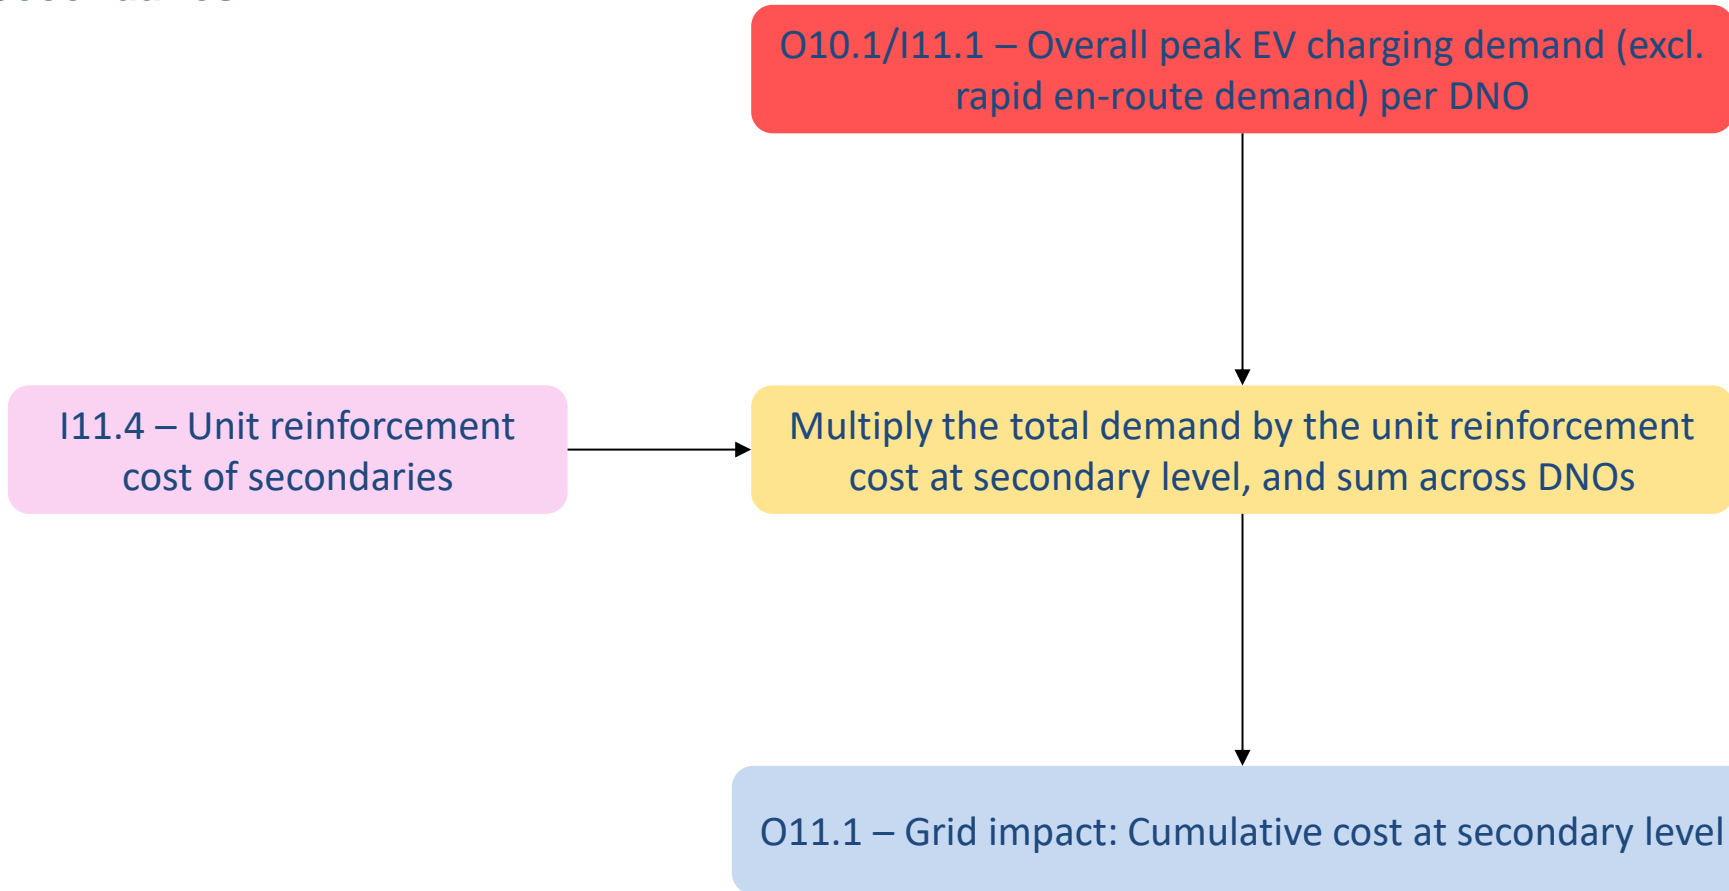 O10.1/I11.1 – Overall peak EV charging demand (excl.
rapid en-route demand) per DNO
I11.4 – Unit reinforcement
cost of secondaries
Multiply the total demand by the unit reinforcement
cost at secondary level, and sum across DNOs
O11.1 – Grid impact: Cumulative cost at secondary level